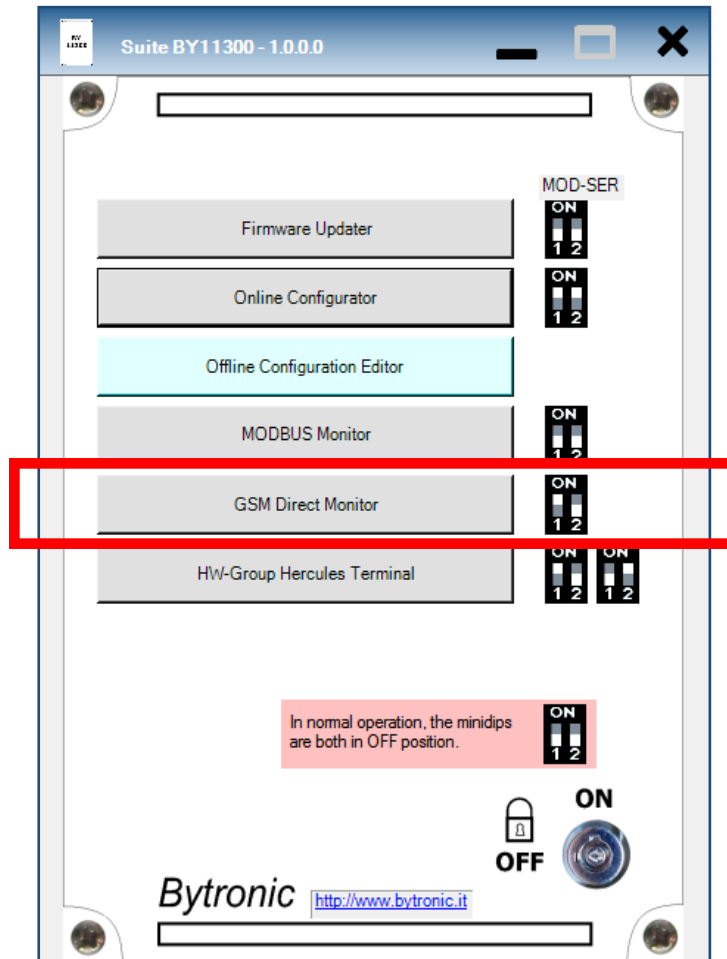 BY
11300
Suite BY11300 - 1.0.0.0
MOD-SER
Firmware Updater
ON
1 2
Online Configurator
ON
1 2
Offline Configuration Editor
MODBUS Monitor
ON
1 2
GSM Direct Monitor
ON
1 2
HW-Group Hercules Terminal
ON ON
1 2 1 2
In normal operation, the minidips
are both in OFF position.
ON
1 2
ON
OFF
Bytronic http://www.bytronic.it